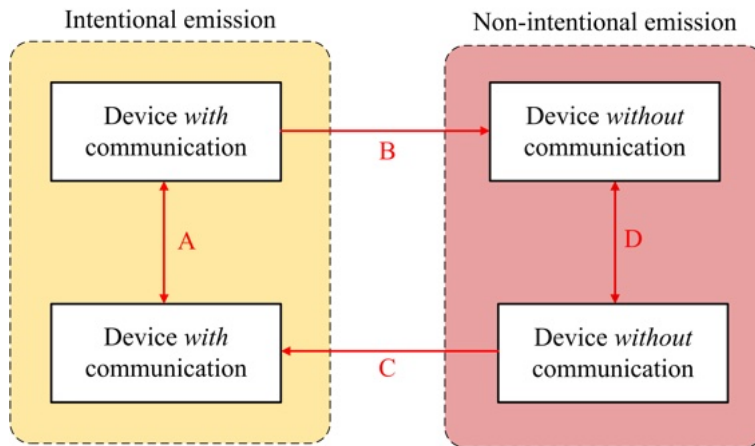 Intentional emission
Non-intentional emission
Device with
communication
Device without
communication
B
A
D
Device with
communication
Device without
communication
C